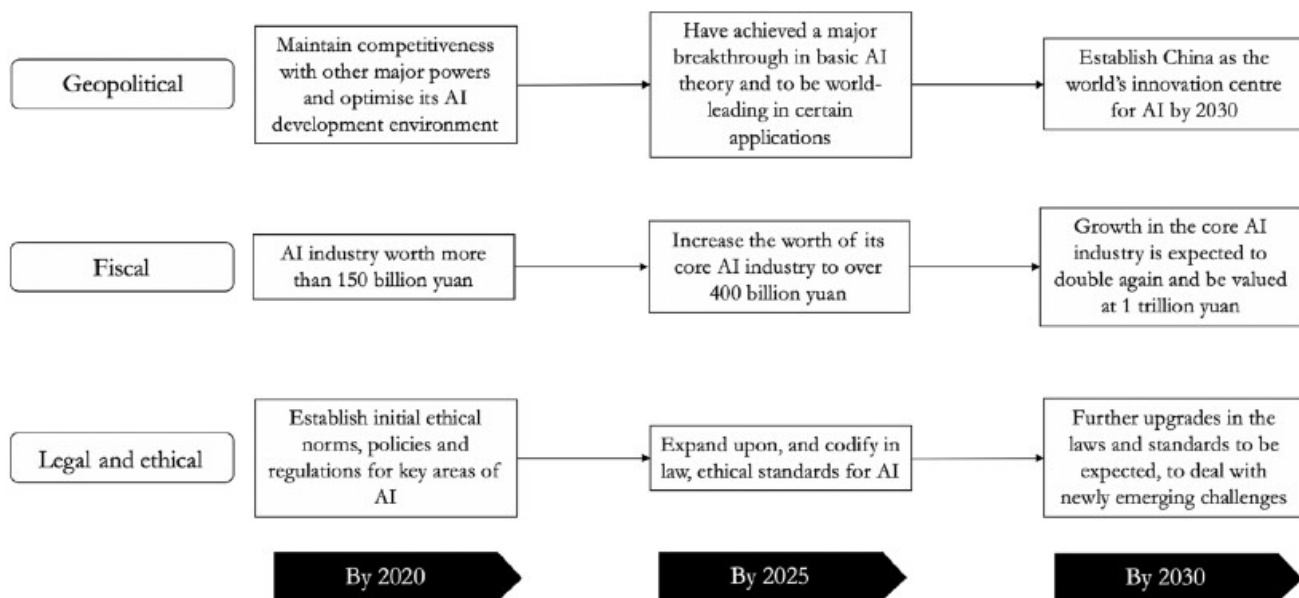 Geopolitical
Maintain competitiveness
with other major powers
and optimise its AI
development environment
Have achieved a major
breakthrough in basic AI
theory and to be world-
leading in certain
applications
Establish China as the
world's innovation centre
for AI by 2030
Fiscal
AI industry worth more
than 150 billion yuan
Increase the worth of its
core AI industry to over
400 billion yuan
Growth in the core AI
industry is expected to
double again and be valued
at 1 trillion yuan
Legal and ethical
Establish initial ethical
norms, policies and
regulations for key areas of
AI
Expand upon, and codify in
law, ethical standards for AI
Further upgrades in the
laws and standards to be
expected, to deal with
newly emerging challenges
By 2020
By 2025
By 2030